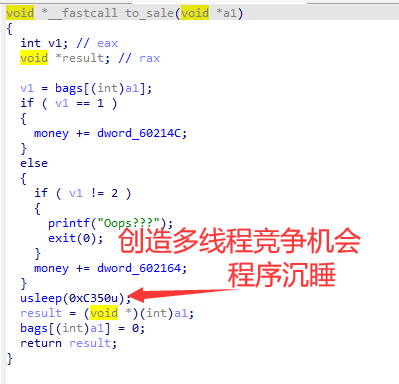 void *__fastcall to_sale(void *a1)
{
int v1; // eax
void *result; // rax
v1 = bags[(int)a1];
if ( v1 == 1 )
{
money += dword_60214C;
}
else
{
if ( v1 != 2 )
{
printf("Oops???");
exit(0);
}
money += dword_602164;
}
usleep(0xC350u);
result = (void *)(int)a1;
bags[(int)a1] = 0;
return result;
}
创造多线程竞争机会
程序沉睡